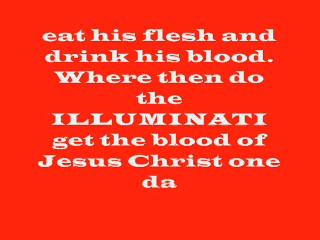 eat his flesh and
drink his blood.
Where then do
the
ILLUMINATI
get the blood of
Jesus Christ one
da